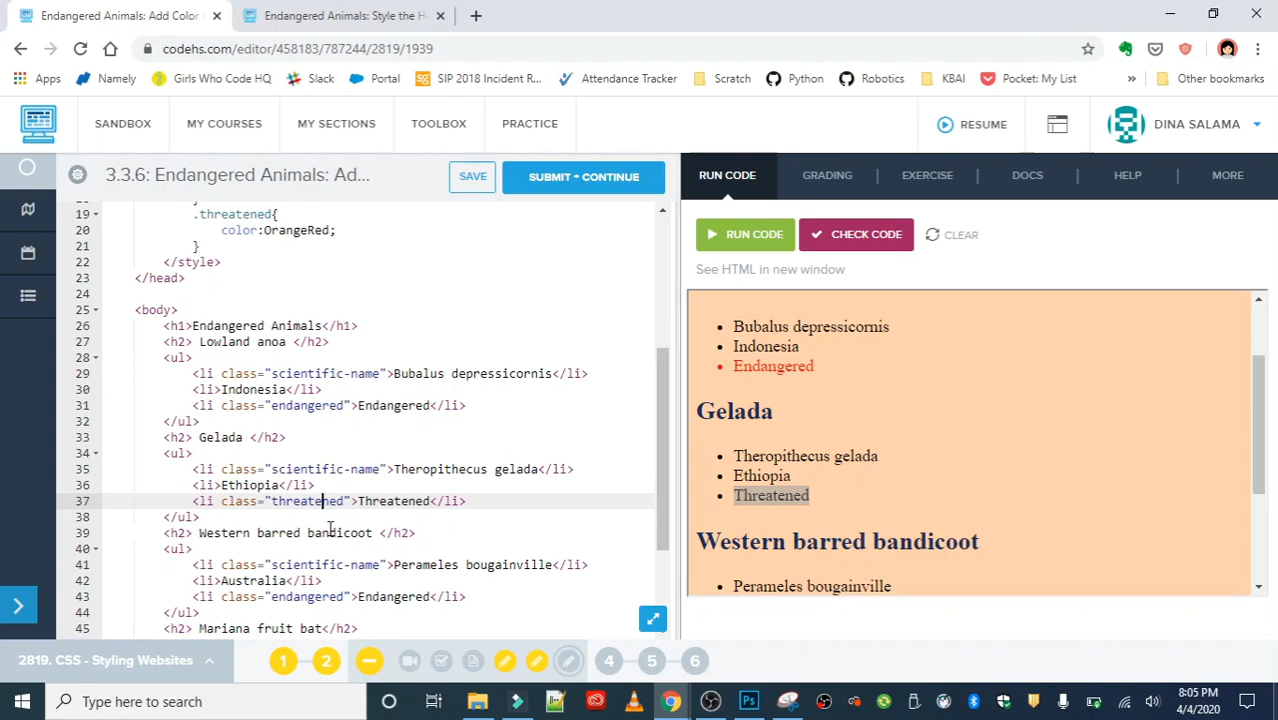 Endangered Animals: Add Color
Endangered Animals: Style the H
codehs.com/editor/458183/787244/2819/1939
Apps
Namely
Girls Who Code HQ
Slack
Portal
SIP 2018 Incident R...
Attendance Tracker
Scratch
Python
Robotics
KBAI
Pocket: My List
»
Other bookmarks
SANDBOX
MY COURSES
MY SECTIONS
TOOLBOX
PRACTICE
RESUME
DINA SALAMA
3.3.6: Endangered Animals: Ad...
SAVE
SUBMIT + CONTINUE
RUN CODE
GRADING
EXERCISE
DOCS
HELP
MORE
19 .threatened{
20 color:OrangeRed;
21 }
22 </style>
23 </head>
24
25 <body>
26 <h1>Endangered Animals</h1>
27 <h2> Lowland anoa </h2>
28 <ul>
29 <li class="scientific-name">Bubalus depressicornis</li>
30 <li>Indonesia</li>
31 <li class="endangered">Endangered</li>
32 </ul>
33 <h2> Gelada </h2>
34 <ul>
35 <li class="scientific-name">Theropithecus gelada</li>
36 <li>Ethiopia</li>
37 <li class="threatened">Threatened</li>
38 </ul>
39 <h2> Western barred bandicoot </h2>
40 <ul>
41 <li class="scientific-name">Perameles bougainville</li>
42 <li>Australia</li>
43 <li class="endangered">Endangered</li>
44 </ul>
45 <h2> Mariana fruit bat</h2>
RUN CODE
CHECK CODE
CLEAR
See HTML in new window
Bubalus depressicornis
Indonesia
Endangered
Gelada
Theropithecus gelada
Ethiopia
Threatened
Western barred bandicoot
Perameles bougainville
2819. CSS - Styling Websites
1
2
4
5
6
Type here to search
8:05 PM
4/4/2020